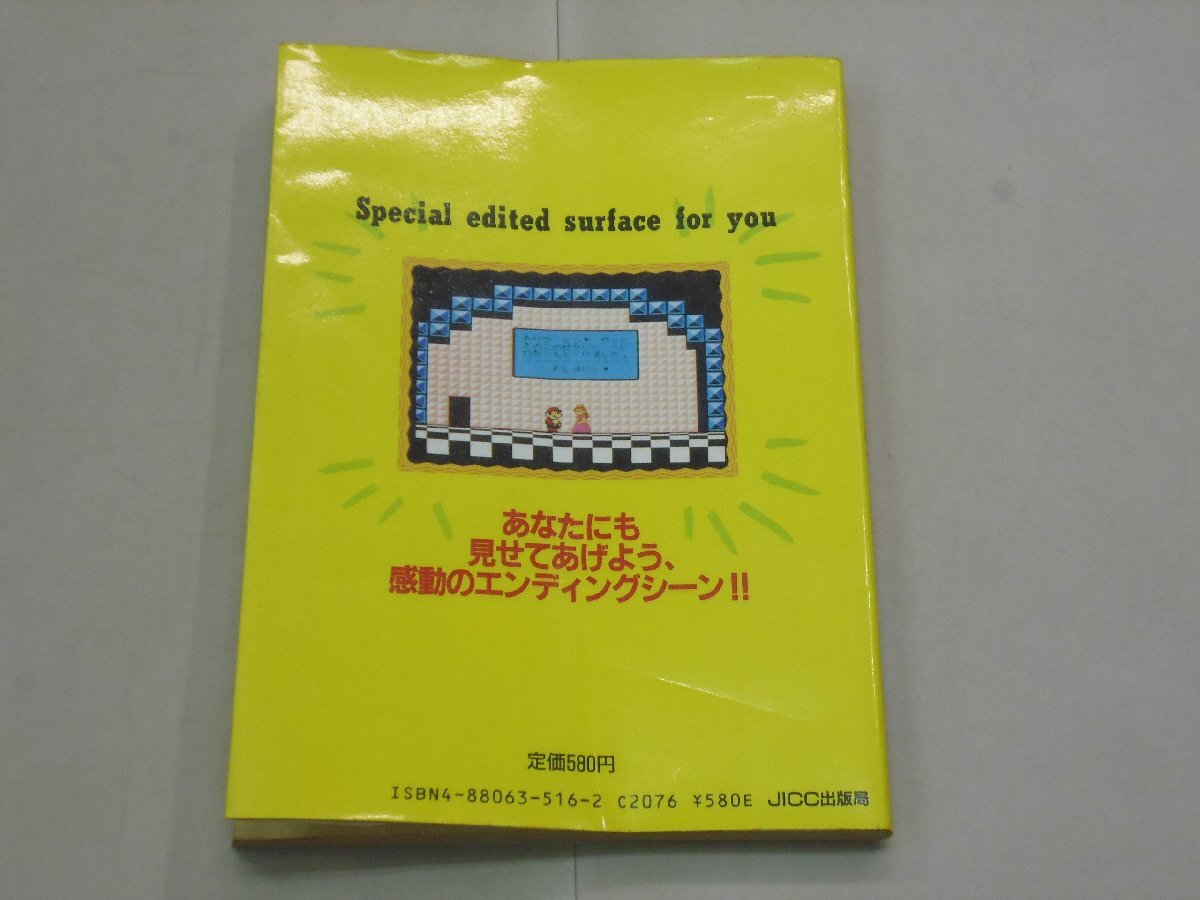 Special edited surface for you
あなたにも
見せてあげよう、
感動のエンディングシーン!!
定価580円
ISBN4-88063-516-2 C2076 ¥580E JICC出版局